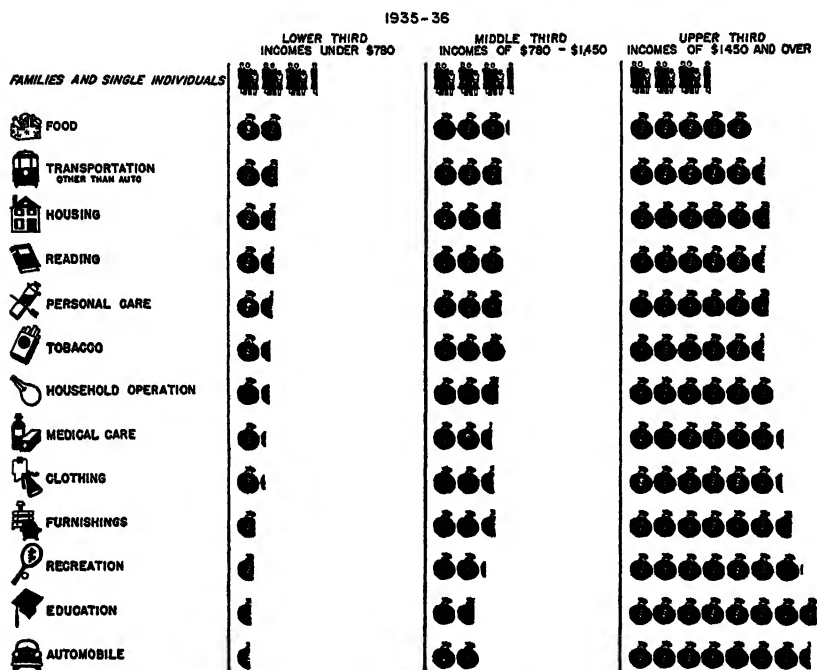 1935-36
LOWER THIRD
INCOMES UNDER $780
MIDDLE THIRD
INCOMES OF $780 - $1,450
UPPER THIRD
INCOMES OF $1450 AND OVER
FAMILIES AND SINGLE INDIVIDUALS
FOOD
TRANSPORTATION
OTHER THAN AUTO
HOUSING
READING
PERSONAL CARE
TOBACCO
HOUSEHOLD OPERATION
MEDICAL CARE
CLOTHING
FURNISHINGS
RECREATION
EDUCATION
AUTOMOBILE